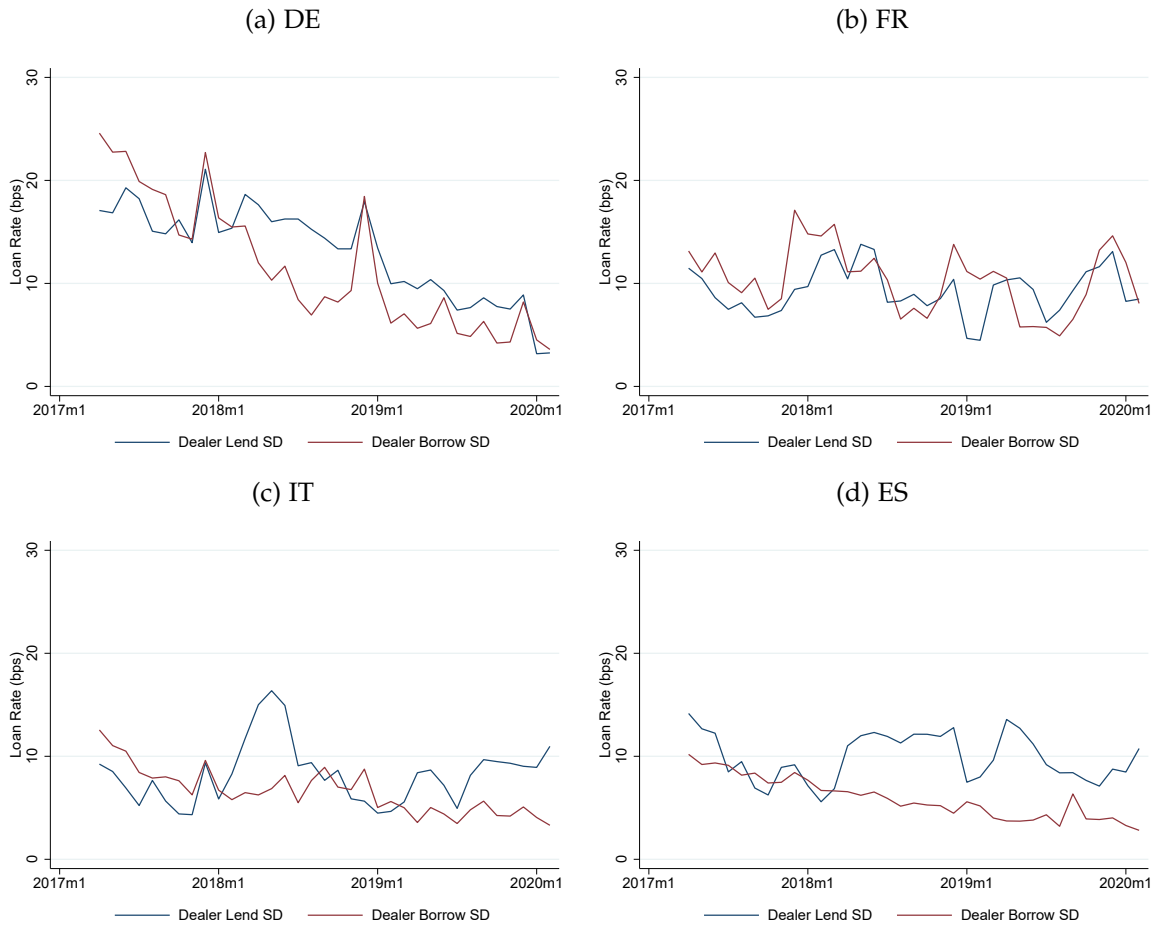 (a) DE
Loan Rate (bps)
30
20
10
0
2017m1 2018m1 2019m1 2020m1
Dealer Lend SD Dealer Borrow SD
(b) FR
Loan Rate (bps)
30
20
10
0
2017m1 2018m1 2019m1 2020m1
Dealer Lend SD Dealer Borrow SD
(c) IT
Loan Rate (bps)
30
20
10
0
2017m1 2018m1 2019m1 2020m1
Dealer Lend SD Dealer Borrow SD
(d) ES
Loan Rate (bps)
30
20
10
0
2017m1 2018m1 2019m1 2020m1
Dealer Lend SD Dealer Borrow SD